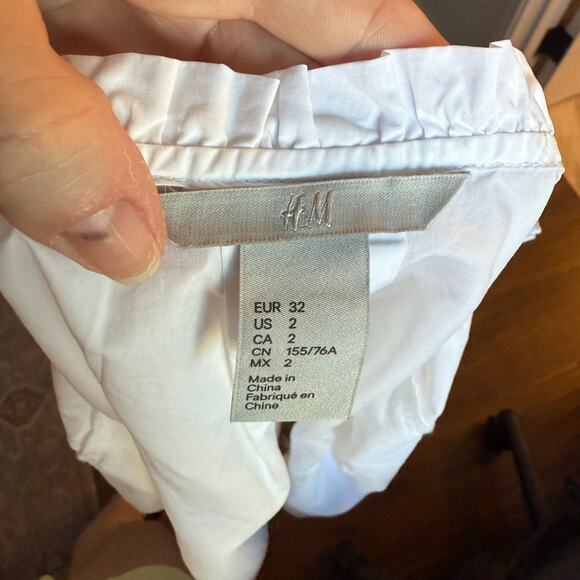 H&M
EUR 32
US 2
CA 2
CN 155/76A
MX 2
Made in
China
Fabriqué en
Chine